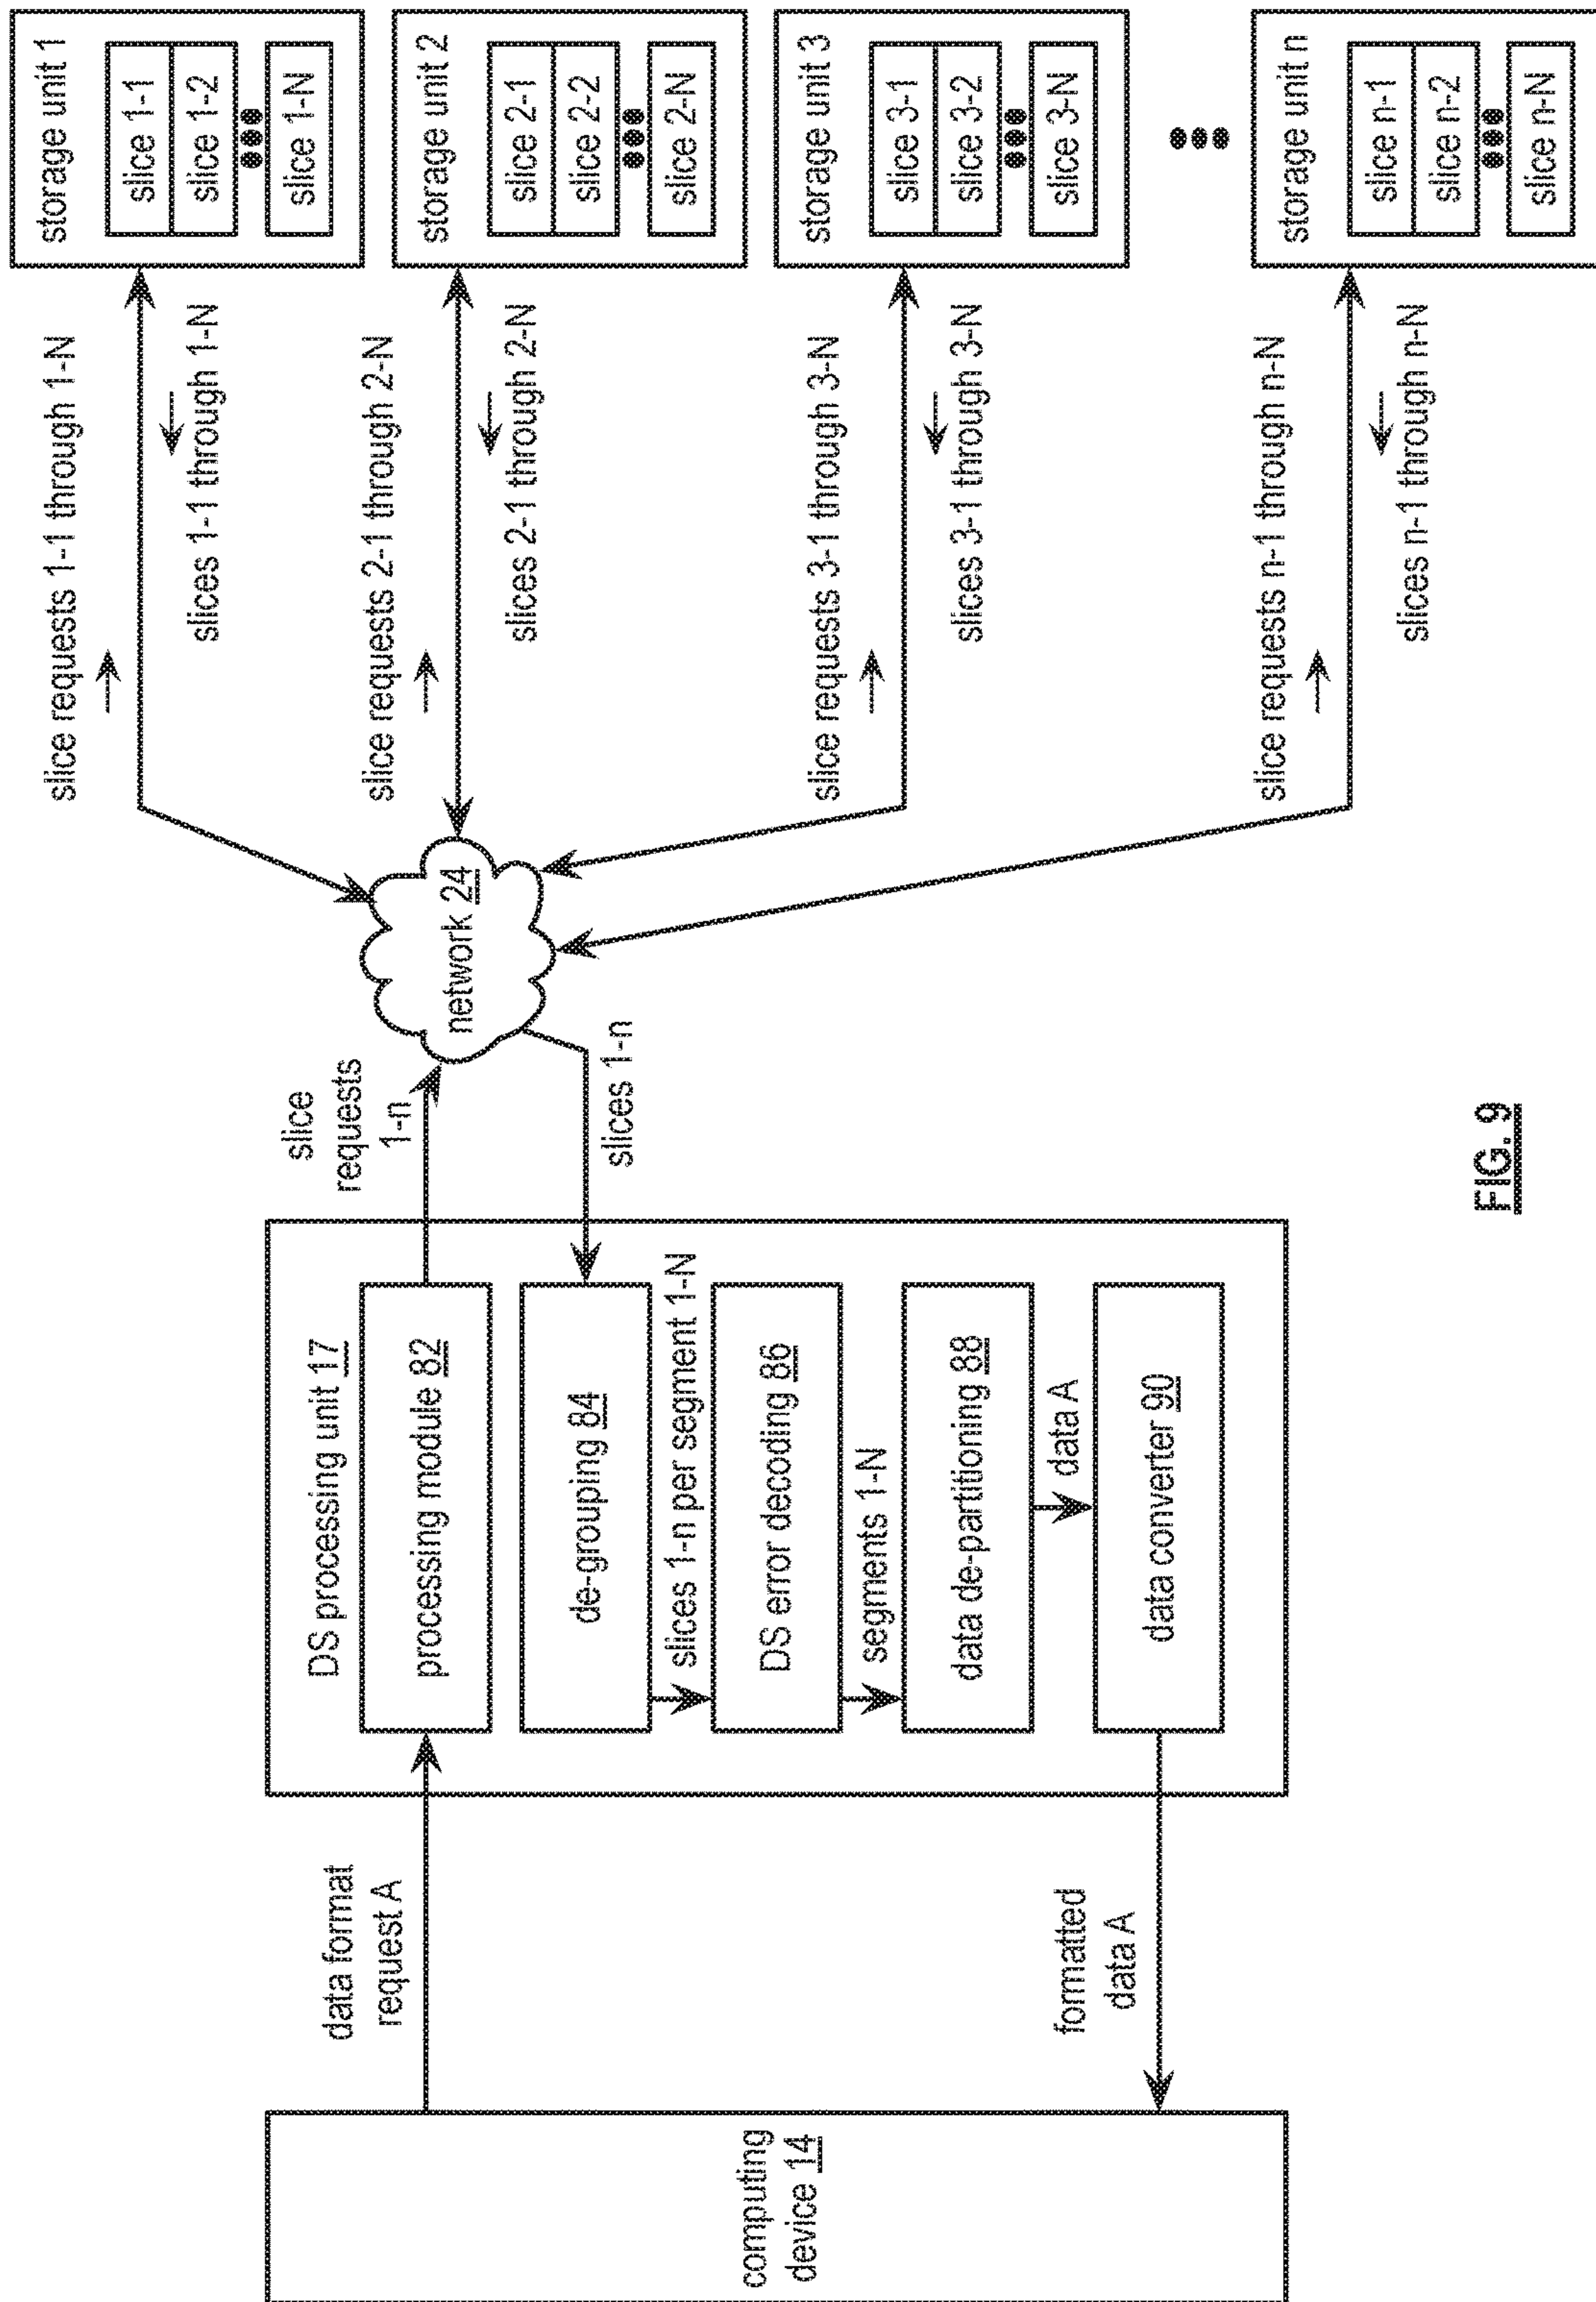 computing
device 14
data format
request A
formatted
data A
DS processing unit 17
processing module 82
de-grouping 84
slices 1-n per segment 1-N
DS error decoding 86
segments 1-N
data de-partitioning 88
data A
data converter 90
slice
requests
1-n
slices 1-n
network 24
slice requests 1-1 through 1-N
slices 1-1 through 1-N
slice requests 2-1 through 2-N
slices 2-1 through 2-N
slice requests 3-1 through 3-N
slices 3-1 through 3-N
slice requests n-1 through n-N
slices n-1 through n-N
storage unit 1
slice 1-1
slice 1-2
slice 1-N
storage unit 2
slice 2-1
slice 2-2
slice 2-N
storage unit 3
slice 3-1
slice 3-2
slice 3-N
storage unit n
slice n-1
slice n-2
slice n-N
FIG. 9